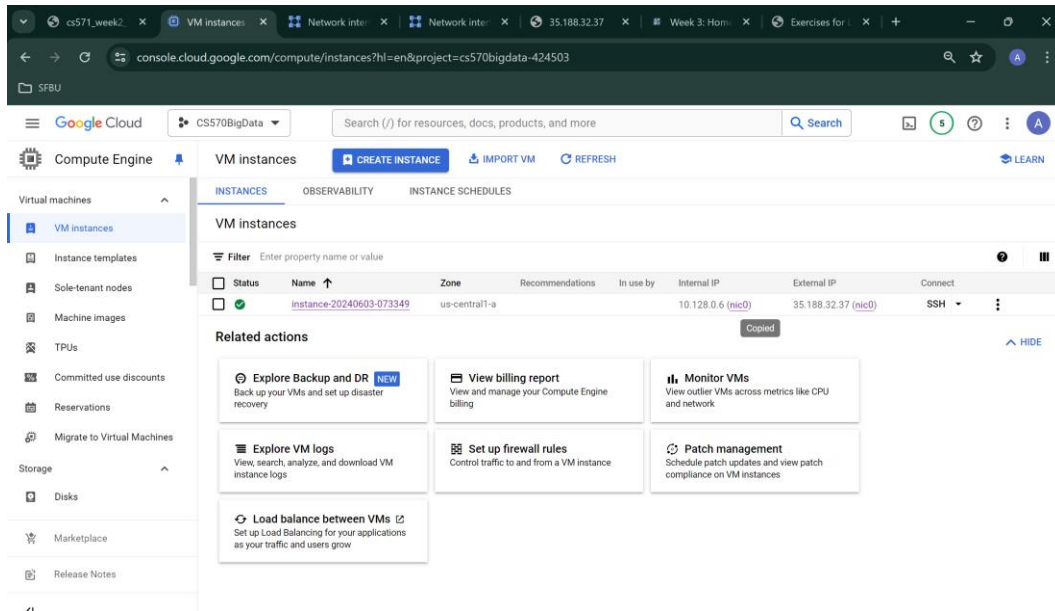 cs571_week2_
VM instances
Network inter
Network inter
35.188.32.37
Week 3: Hom
Exercises for L
console.cloud.google.com/compute/instances?hl=en&project=cs570bigdata-424503
A
SFBU
Google Cloud
CS570BigData
Search (/) for resources, docs, products, and more
Search
5
A
Compute Engine
VM instances
CREATE INSTANCE
IMPORT VM
REFRESH
LEARN
Virtual machines
INSTANCES
OBSERVABILITY
INSTANCE SCHEDULES
VM instances
Instance templates
Sole-tenant nodes
Machine images
TPUs
Committed use discounts
Reservations
Migrate to Virtual Machines
Storage
Disks
Marketplace
Release Notes
VM instances
Filter Enter property name or value
Status Name Zone Recommendations In use by Internal IP External IP Connect
instance-20240603-073349 us-central1-a 10.128.0.6 (nic0) 35.188.32.37 (nic0) SSH
Copied
Related actions
HIDE
Explore Backup and DR NEW
Back up your VMs and set up disaster
recovery
View billing report
View and manage your Compute Engine
billing
Monitor VMs
View outlier VMs across metrics like CPU
and network
Explore VM logs
View, search, analyze, and download VM
instance logs
Set up firewall rules
Control traffic to and from a VM instance
Patch management
Schedule patch updates and view patch
compliance on VM instances
Load balance between VMs
Set up Load Balancing for your applications
as your traffic and users grow